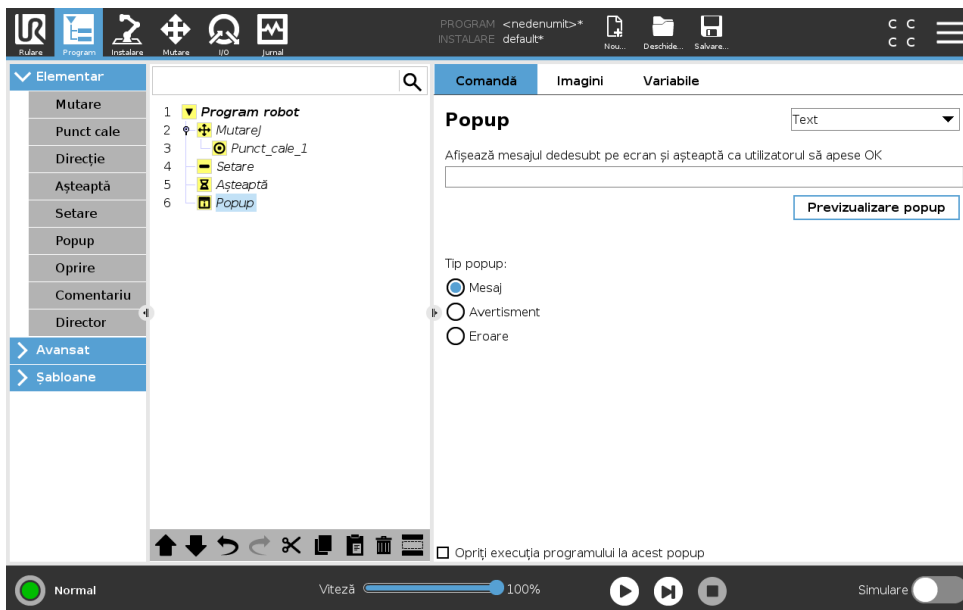 UR
Rulare
Program
Instalare
Mutare
I/O
Jurnal
PROGRAM <nedenumit>*
INSTALARE default*
Nou...
Deschide...
Salvare...
C C
C C
Elementar
Mutare
Punct cale
Direcție
Așteaptă
Setare
Popup
Oprire
Comentariu
Director
Avansat
Șabloane
1 Program robot
2 MutareJ
3 Punct_cale_1
4 Setare
5 Așteaptă
6 Popup
Comandă Imagini Variabile
Popup
Text
Afișează mesajul dedesubt pe ecran și așteaptă ca utilizatorul să apese OK
Previzualizare popup
Tip popup:
Mesaj
Avertisment
Eroare
Opriți execuția programului la acest popup
Normal
Viteză 100%
Simulare